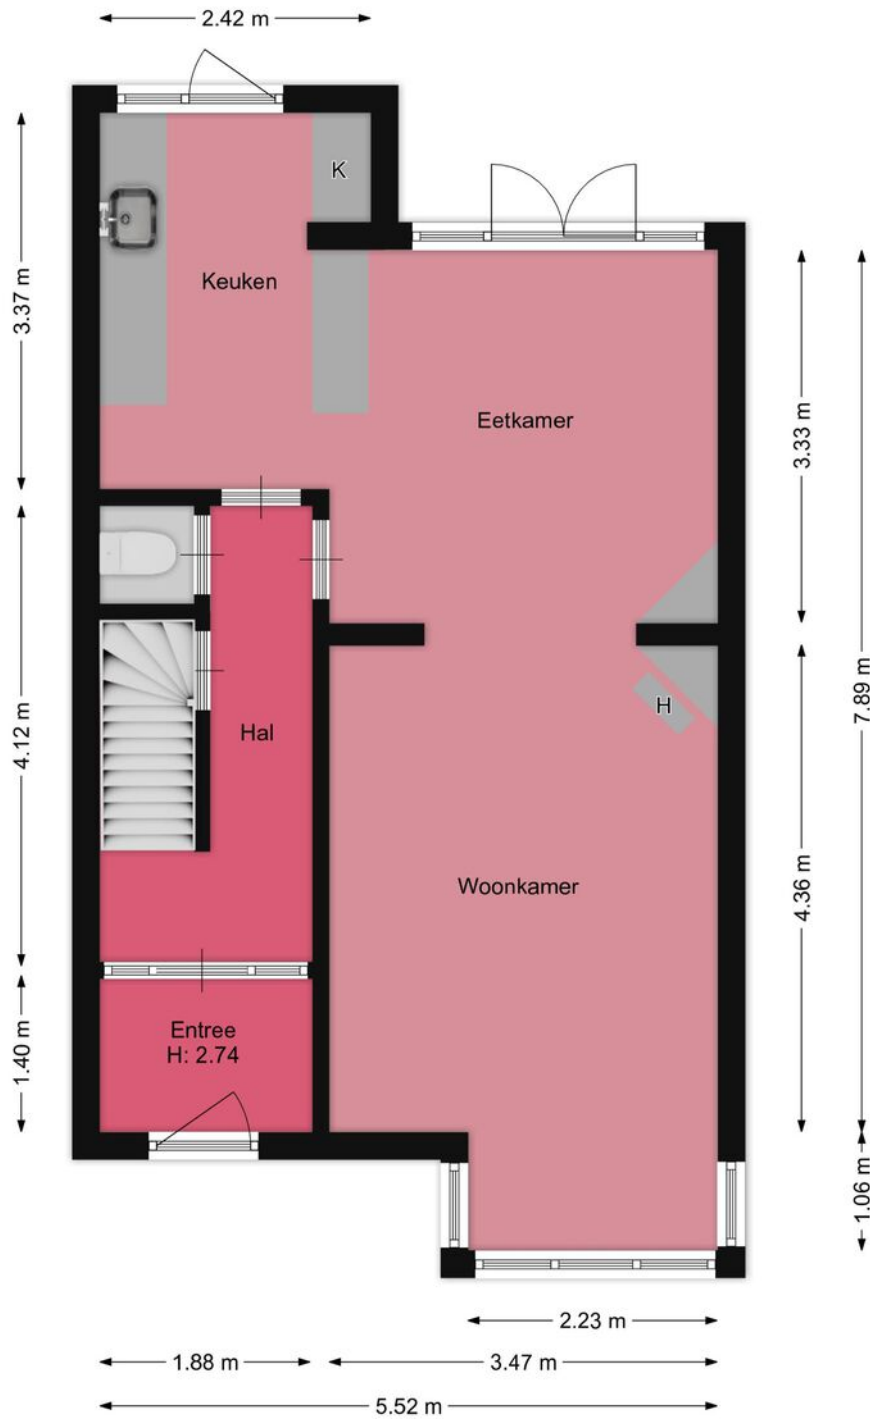 2.42 m
K
Keuken
3.37 m
Eetkamer
3.33 m
7.89 m
H
4.12 m
Hal
4.36 m
Woonkamer
Entree
H: 2.74
1.40 m
1.06 m
2.23 m
1.88 m
3.47 m
5.52 m